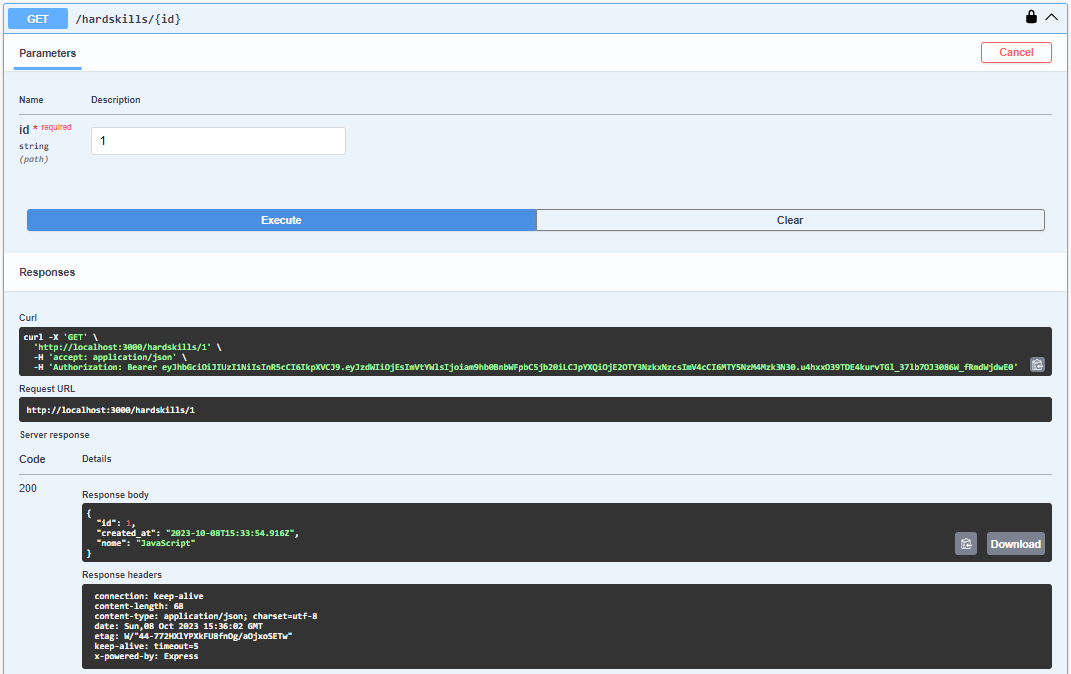 GET /hardskills/{id}
Parameters
Cancel
Name Description
id * required
string
(path)
1
Execute
Clear
Responses
Curl
curl -X 'GET' \
'http://localhost:3000/hardskills/1' \
-H 'accept: application/json' \
-H 'Authorization: Bearer
Request URL
http://localhost:3000/hardskills/1
Server response
Code Details
200
Response body
{
"id": 1,
"created_at": "2023-10-08T15:33:54.916Z",
"nome": "JavaScript"
}
Download
Response headers
connection: keep-alive
content-length: 68
content-type: application/json; charset=utf-8
date: Sun,08 Oct 2023 15:36:02 GMT
etag: W/"44-772HXlYPXkFU8fnOg/aOjxoSETw"
keep-alive: timeout=5
x-powered-by: Express